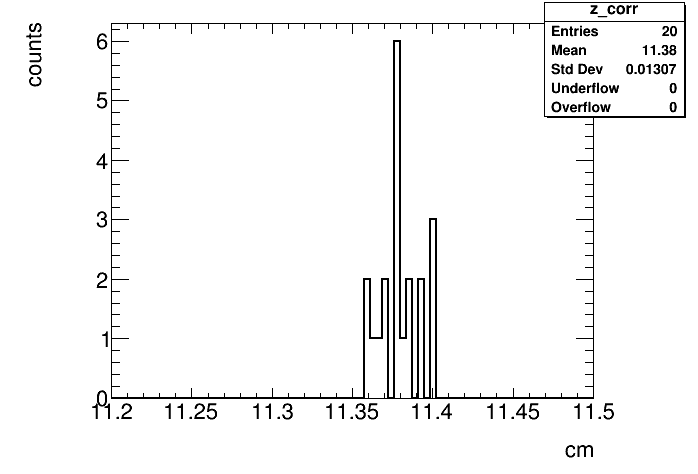 z_corr
Entries 20
Mean 11.38
Std Dev 0.01307
Underflow 0
Overflow 0
counts
6
5
4
3
2
1
0
11.2 11.25 11.3 11.35 11.4 11.45 11.5
cm